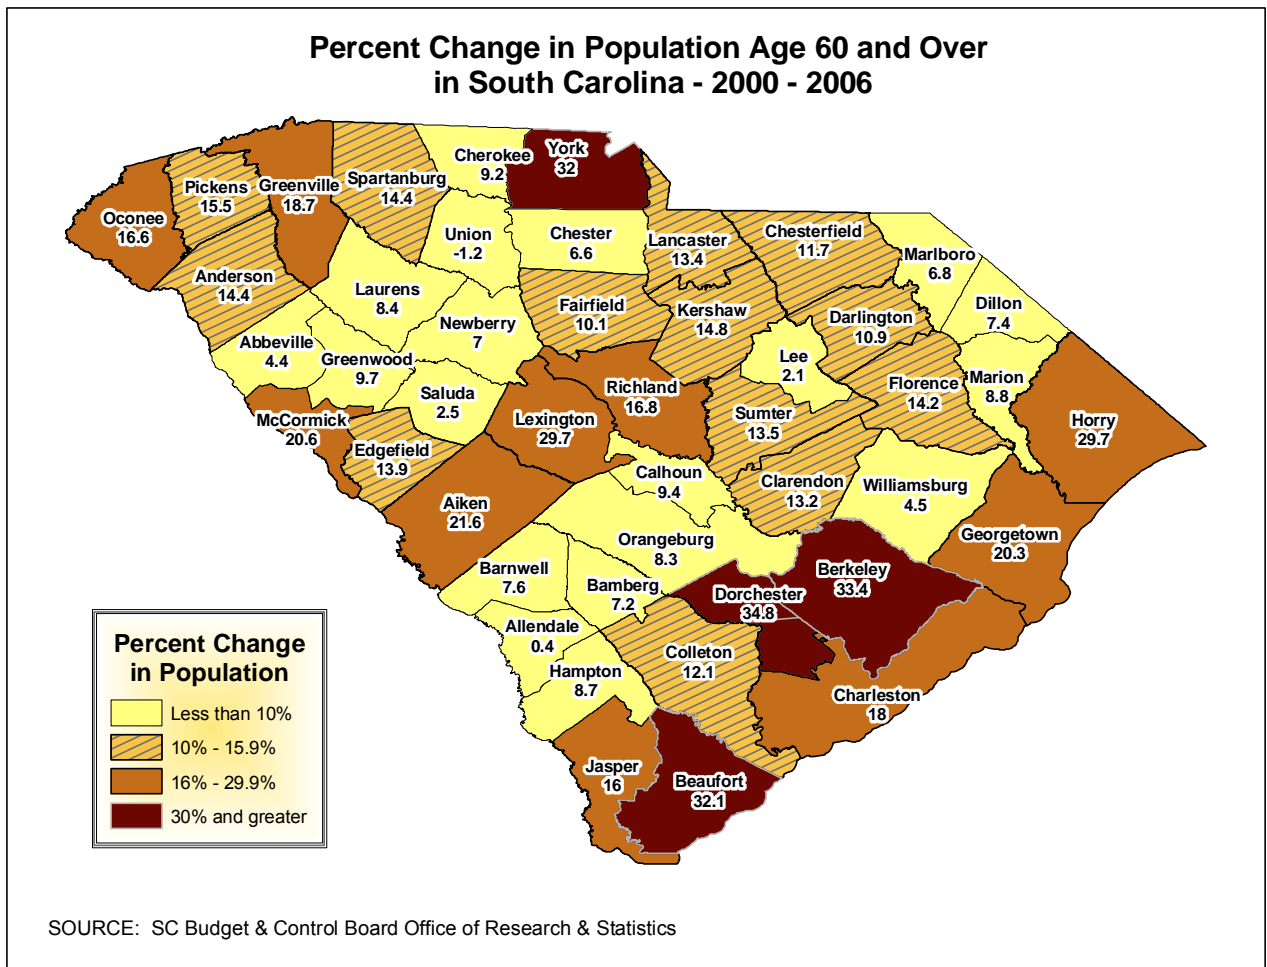 Percent Change in Population Age 60 and Over
in South Carolina - 2000 - 2006
Cherokee
9.2
York
32
Pickens
15.5
Greenville
18.7
Spartanburg
14.4
Oconee
16.6
Union
-1.2
Chester
6.6
Lancaster
13.4
Chesterfield
11.7
Marlboro
6.8
Anderson
14.4
Laurens
8.4
Fairfield
10.1
Kershaw
14.8
Darlington
10.9
Dillon
7.4
Newberry
7
Abbeville
4.4
Greenwood
9.7
Lee
2.1
Marion
8.8
Saluda
2.5
Richland
16.8
Florence
14.2
McCormick
20.6
Lexington
29.7
Sumter
13.5
Horry
29.7
Edgefield
13.9
Calhoun
9.4
Clarendon
13.2
Williamsburg
4.5
Aiken
21.6
Orangeburg
8.3
Georgetown
20.3
Barnwell
7.6
Bamberg
7.2
Dorchester
34.8
Berkeley
33.4
Allendale
0.4
Colleton
12.1
Hampton
8.7
Charleston
18
Jasper
16
Beaufort
32.1
Percent Change
in Population
Less than 10%
10% - 15.9%
16% - 29.9%
30% and greater
SOURCE: SC Budget & Control Board Office of Research & Statistics